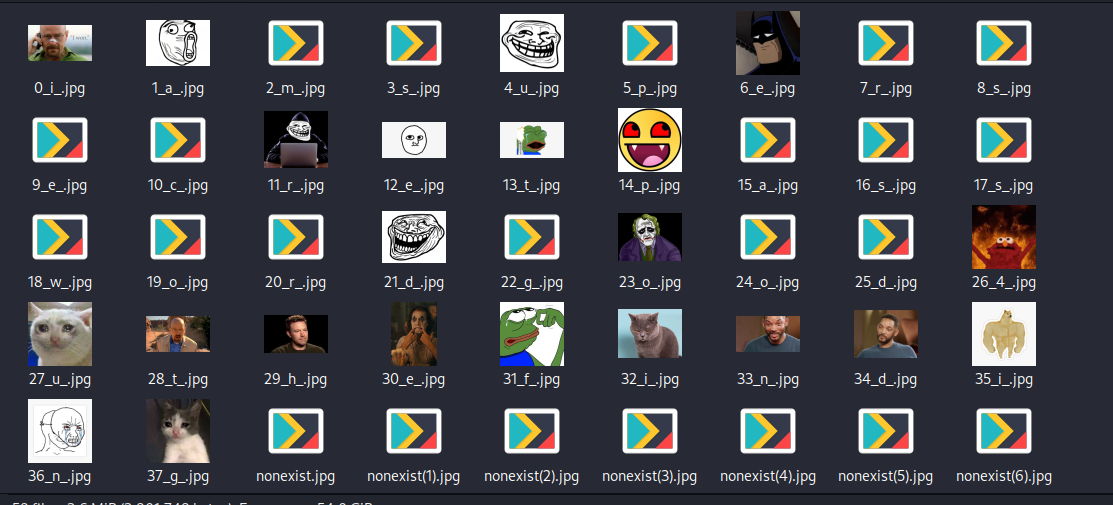 "I won."
0_i_.jpg 1_a_.jpg 2_m_.jpg 3_s_.jpg 4_u_.jpg 5_p_.jpg 6_e_.jpg 7_r_.jpg 8_s_.jpg
9_e_.jpg 10_c_.jpg 11_r_.jpg 12_e_.jpg 13_t_.jpg 14_p_.jpg 15_a_.jpg 16_s_.jpg 17_s_.jpg
18_w_.jpg 19_o_.jpg 20_r_.jpg 21_d_.jpg 22_g_.jpg 23_o_.jpg 24_o_.jpg 25_d_.jpg 26_4_.jpg
27_u_.jpg 28_t_.jpg 29_h_.jpg 30_e_.jpg 31_f_.jpg 32_i_.jpg 33_n_.jpg 34_d_.jpg 35_i_.jpg
36_n_.jpg 37_g_.jpg nonexist.jpg nonexist(1).jpg nonexist(2).jpg nonexist(3).jpg nonexist(4).jpg nonexist(5).jpg nonexist(6).jpg